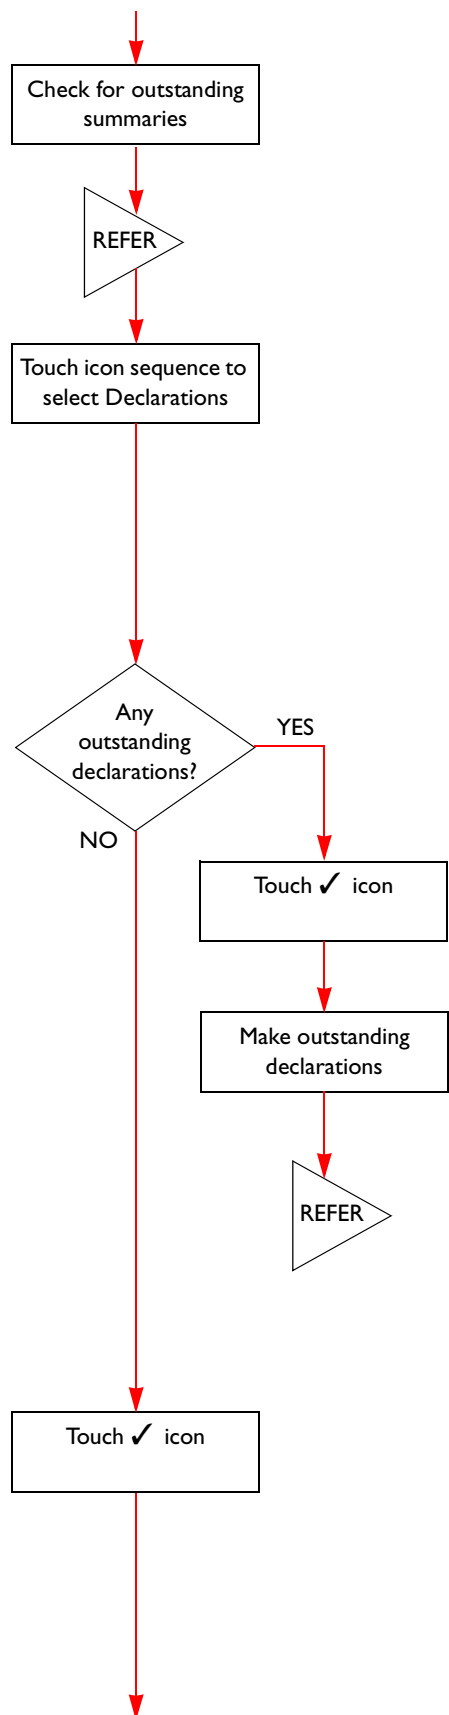 Check for outstanding
summaries
REFER
Touch icon sequence to
select Declarations
Any
outstanding
declarations?
YES
NO
Touch ✓ icon
Make outstanding
declarations
REFER
Touch ✓ icon